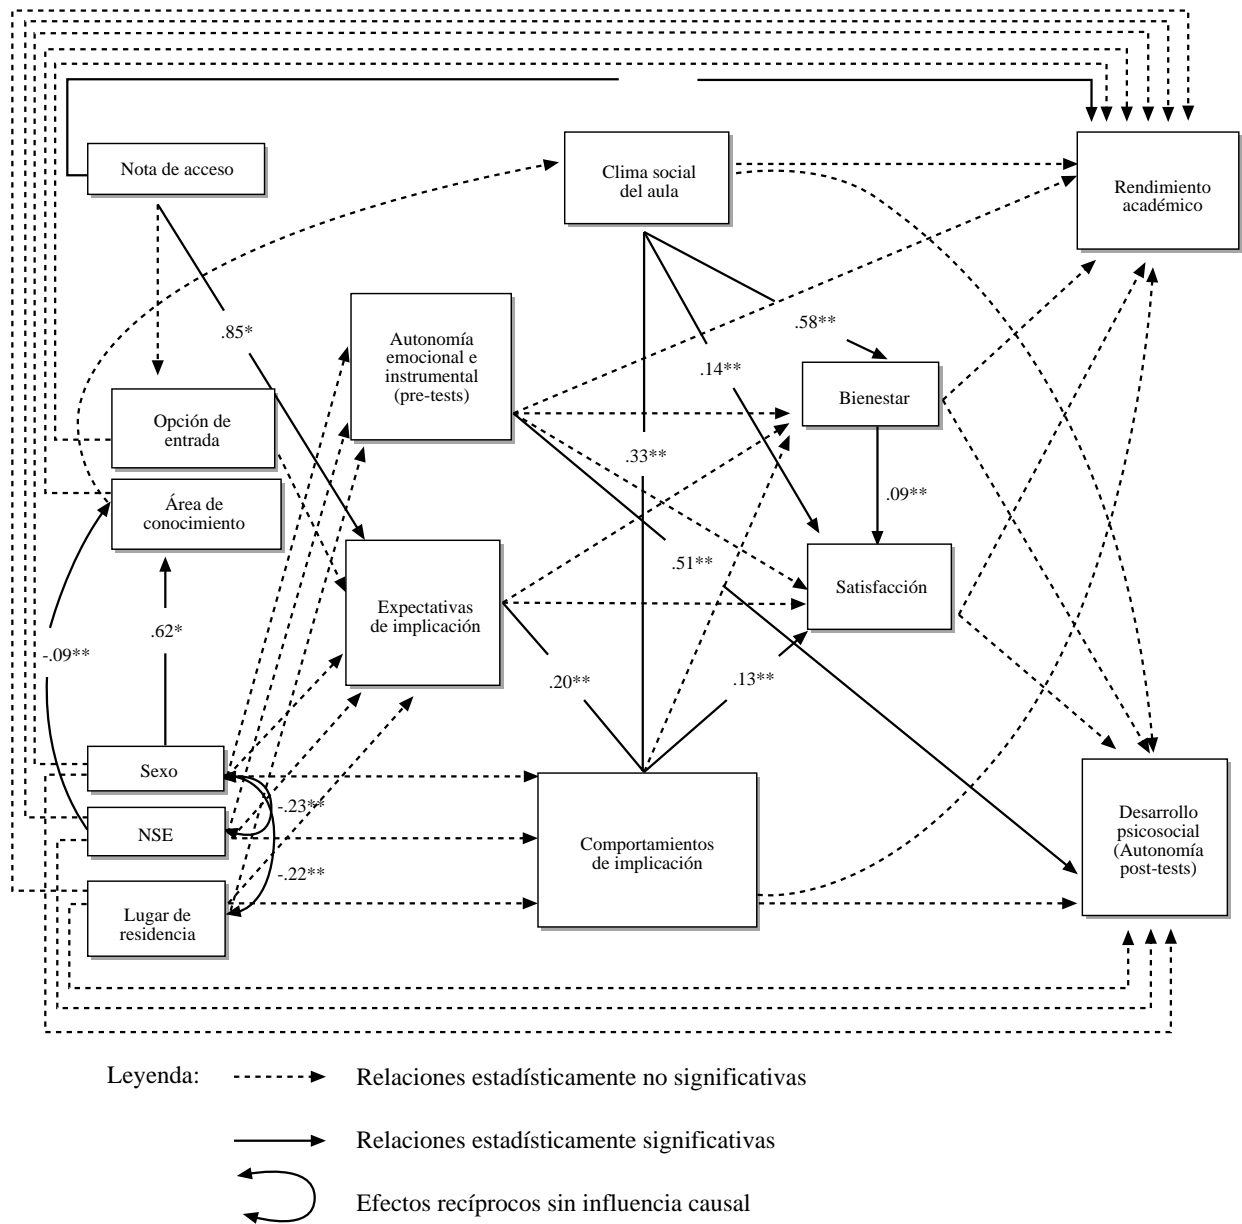 Nota de acceso
Clima social
del aula
Rendimiento
académico
.85*
Autonomía
emocional e
instrumental
(pre-tests)
.58**
.14**
Bienestar
Opción de
entrada
.33**
Área de
conocimiento
.09**
.51**
Satisfacción
Expectativas
de implicación
.62*
-.09**
.20**
.13**
Sexo
-.23**
NSE
Comportamientos
de implicación
Desarrollo
psicosocial
(Autonomía
post-tests)
-.22**
Lugar de
residencia
Leyenda:
Relaciones estadísticamente no significativas
Relaciones estadísticamente significativas
Efectos recíprocos sin influencia causal